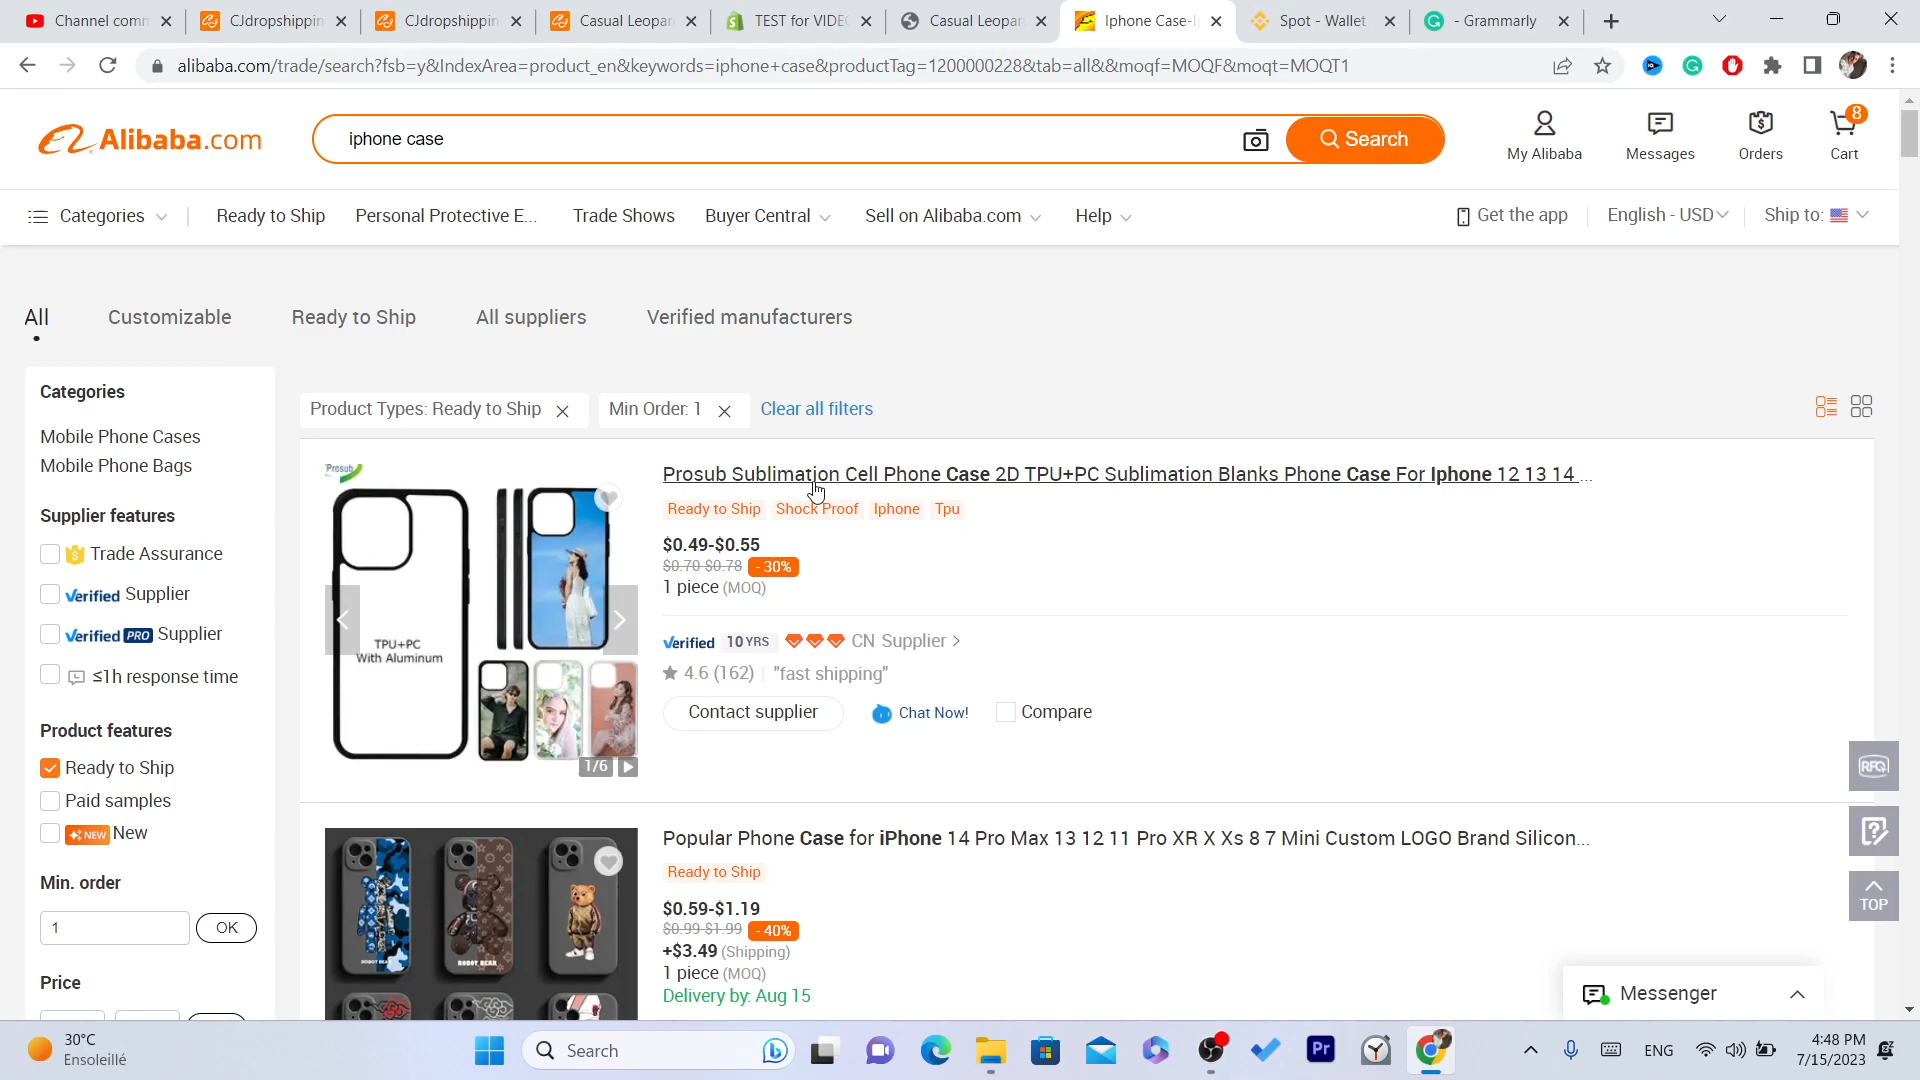 Channel comm
CJdropshippin
CJdropshippin
Casual Leopar
TEST for VIDEO
Casual Leopar
Iphone Case-I
Spot - Wallet
- Grammarly
alibaba.com/trade/search?fsb=y&IndexArea=product_en&keywords=iphone+case&productTag=1200000228&tab=all&&moqf=MOQF&moqt=MOQT1
Alibaba.com
iphone case
Search
My Alibaba
Messages
Orders
8
Cart
Categories
Ready to Ship
Personal Protective E...
Trade Shows
Buyer Central
Sell on Alibaba.com
Help
Get the app
English - USD
Ship to:
All
Customizable
Ready to Ship
All suppliers
Verified manufacturers
Categories
Mobile Phone Cases
Mobile Phone Bags
Supplier features
Trade Assurance
Verified Supplier
Verified PRO Supplier
≤1h response time
Product features
Ready to Ship
Paid samples
NEW New
Min. order
1
OK
Price
Product Types: Ready to Ship
Min Order: 1
Clear all filters
Prosub
TPU+PC
With Aluminum
1/6
Prosub Sublimation Cell Phone Case 2D TPU+PC Sublimation Blanks Phone Case For Iphone 12 13 14 ...
Ready to Ship
Shock Proof
Iphone
Tpu
$0.49-$0.55
$0.70-$0.78 - 30%
1 piece (MOQ)
Verified 10 YRS CN Supplier >
4.6 (162) "fast shipping"
Contact supplier
Chat Now!
Compare
ROBOT BEAR
ROBOT BEAR
Popular Phone Case for iPhone 14 Pro Max 13 12 11 Pro XR X Xs 8 7 Mini Custom LOGO Brand Silicon...
Ready to Ship
$0.59-$1.19
$0.99-$1.99 - 40%
+$3.49 (Shipping)
1 piece (MOQ)
Delivery by: Aug 15
RFQ
TOP
Messenger
30°C
Ensoleillé
Search
Pr
ENG
4:48 PM
7/15/2023